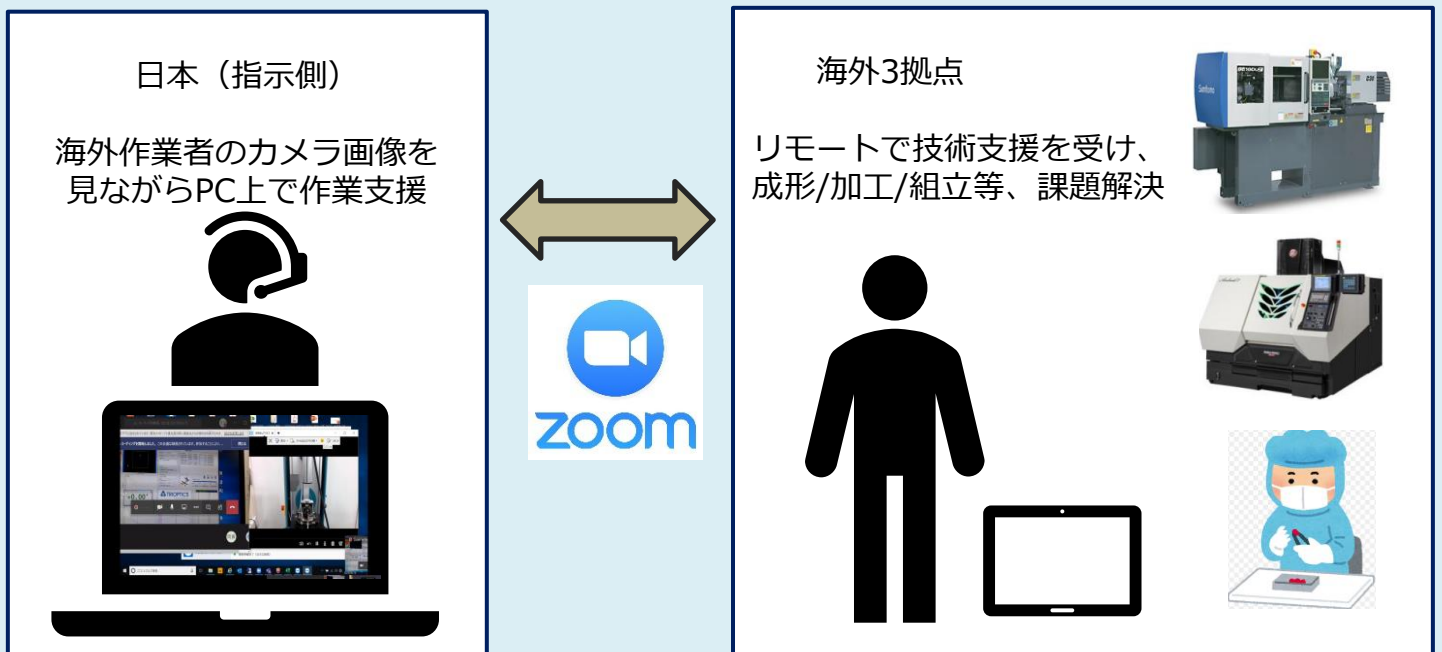 日本（指示側）
海外作業者のカメラ画像を
見ながらPC上で作業支援
zoom
海外3拠点
リモートで技術支援を受け、
成形/加工/組立等、課題解決